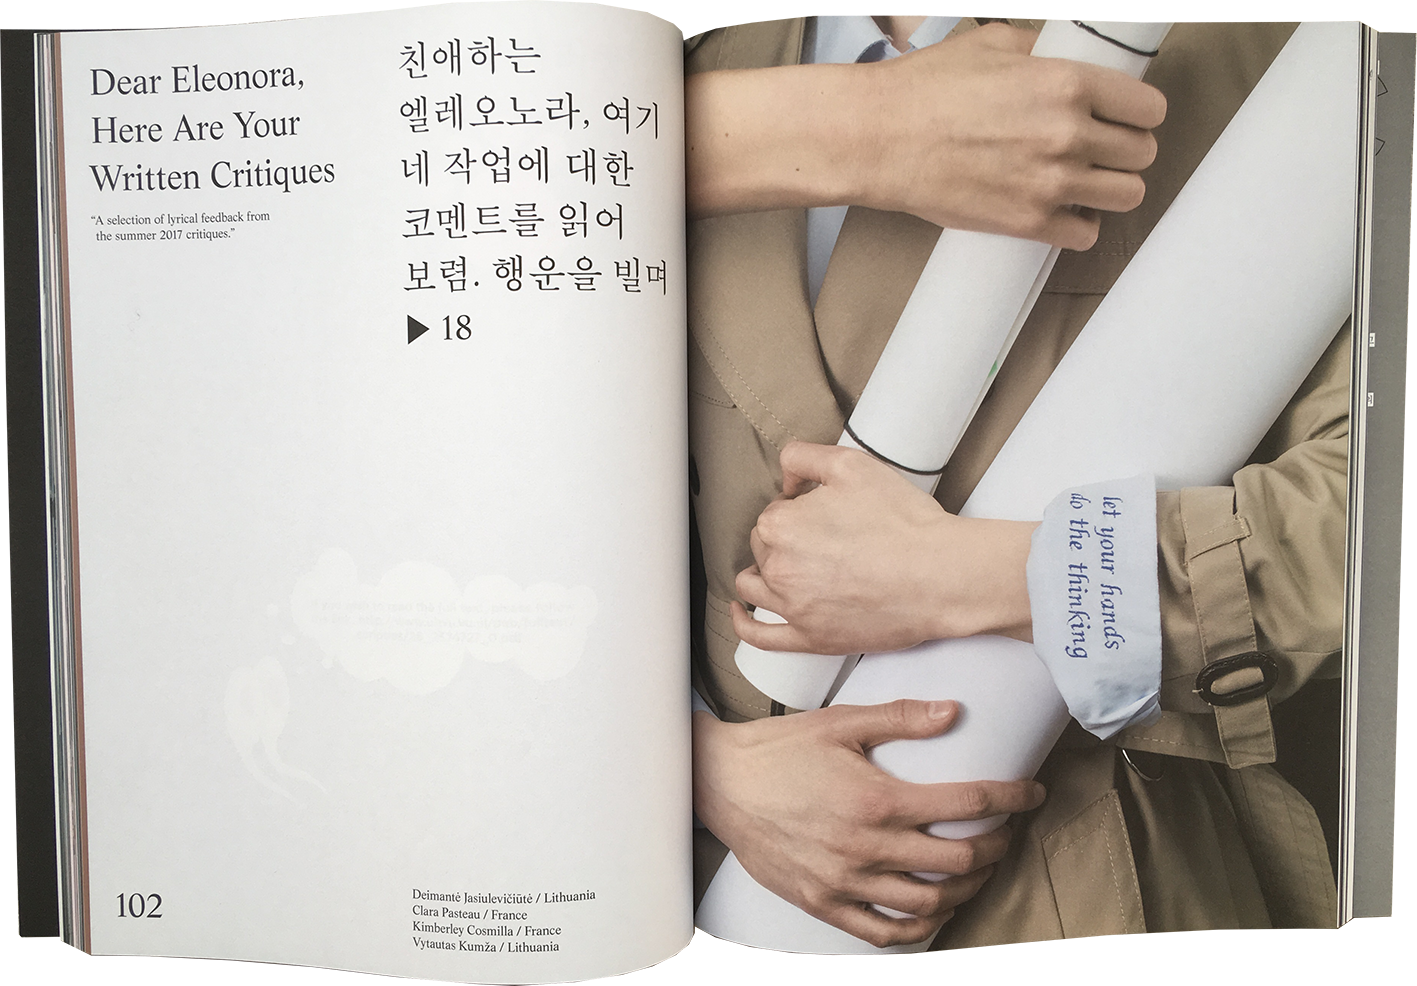 Dear Eleonora,
Here Are Your
Written Critiques
“A selection of lyrical feedback from
the summer 2017 critiques.”
친애하는
엘레오노라, 여기
네 작업에 대한
코멘트를 읽어
보렴. 행운을 빌며
▶ 18
102
Deimantė Jasiulevičiūtė / Lithuania
Clara Pasteau / France
Kimberley Cosmilla / France
Vytautas Kumža / Lithuania
let your hands
do the thinking